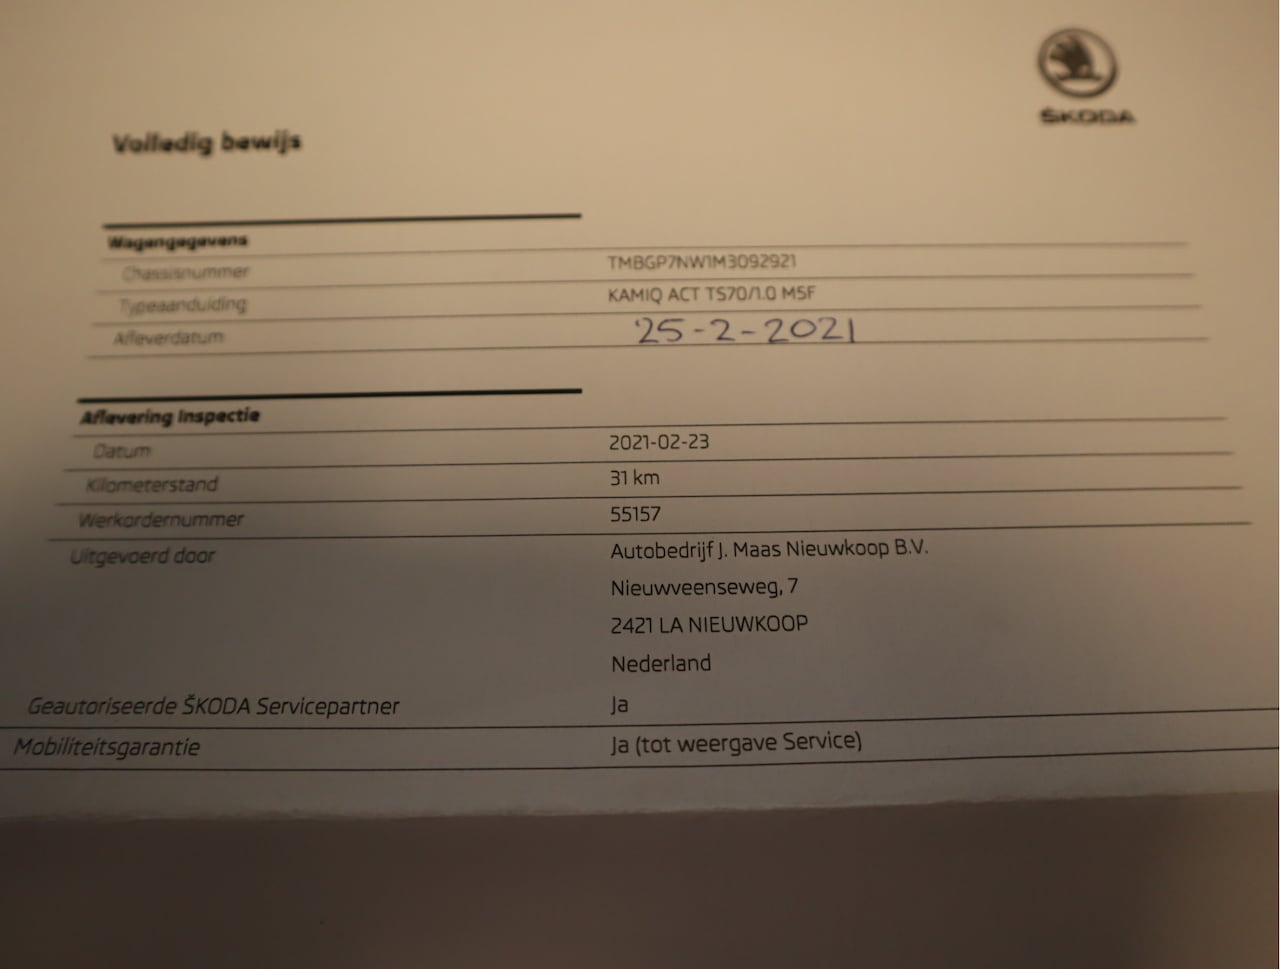 ŠKODA
Volledig bewijs
Wagengegevens
Chassisnummer TMBGP7NW1M3092921
Typeaanduiding KAMIQ ACT TS70/1.0 M5F
Afleverdatum 25-2-2021
Aflevering Inspectie
Datum 2021-02-23
Kilometerstand 31 km
Werkordernummer 55157
Uitgevoerd door Autobedrijf J. Maas Nieuwkoop B.V.
Nieuwveenseweg, 7
2421 LA NIEUWKOOP
Nederland
Geautoriseerde ŠKODA Servicepartner Ja
Mobiliteitsgarantie Ja (tot weergave Service)